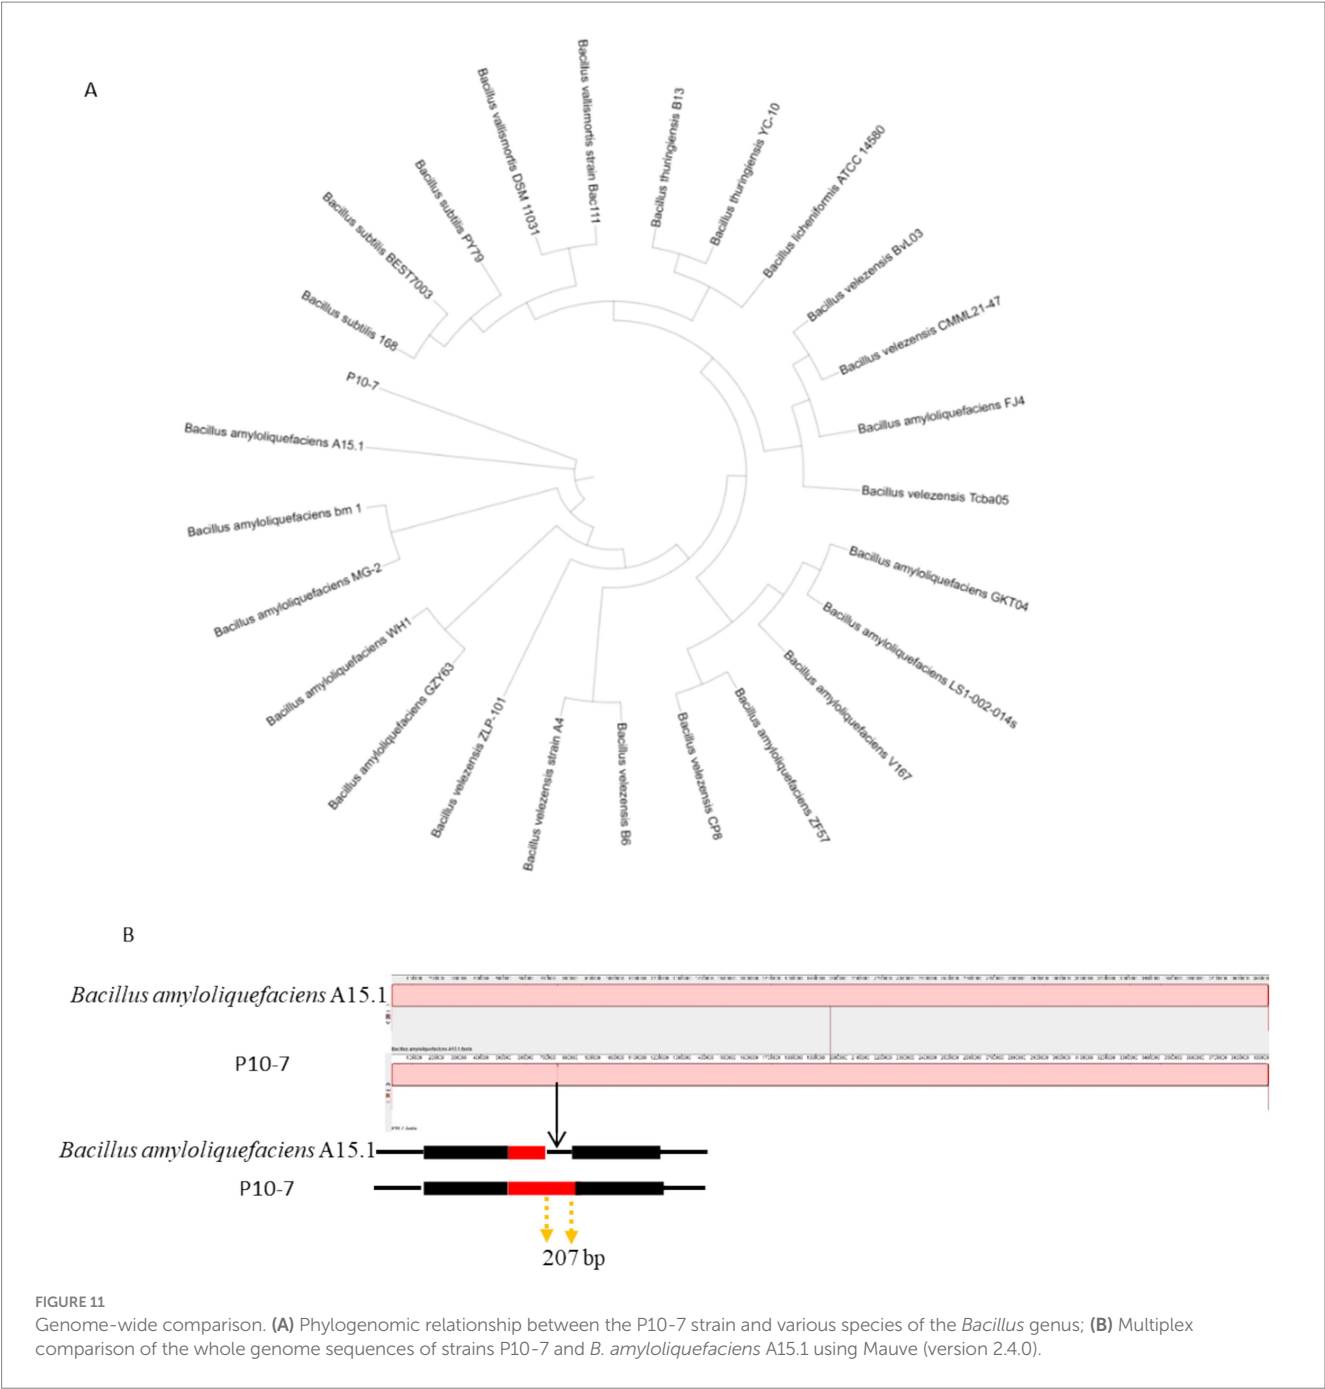 A
Bacillus vallismortis strain Bac111
Bacillus thuringiensis B13
Bacillus thuringiensis YC-10
Bacillus licheniformis ATCC 14580
Bacillus velezensis BvL03
Bacillus velezensis CMML21-47
Bacillus amyloliquefaciens FJ4
Bacillus velezensis Tcba05
Bacillus amyloliquefaciens GKT04
Bacillus amyloliquefaciens LS1-002-014s
Bacillus amyloliquefaciens V167
Bacillus amyloliquefaciens ZF57
Bacillus velezensis CP8
Bacillus velezensis B6
Bacillus velezensis strain A4
Bacillus velezensis ZLP-101
Bacillus amyloliquefaciens GZY63
Bacillus amyloliquefaciens WH1
Bacillus amyloliquefaciens MG-2
Bacillus amyloliquefaciens bm 1
Bacillus amyloliquefaciens A15.1
P10-7
Bacillus subtilis 168
Bacillus subtilis BEST7003
Bacillus subtilis PY79
Bacillus vallismortis DSM 11031
B
Bacillus amyloliquefaciens A15.1
Bacillus amyloliquefaciens A15.1.fasta
P10-7
Bacillus amyloliquefaciens A15.1
P10-7
207 bp
FIGURE 11
Genome-wide comparison. (A) Phylogenomic relationship between the P10-7 strain and various species of the Bacillus genus; (B) Multiplex
comparison of the whole genome sequences of strains P10-7 and B. amyloliquefaciens A15.1 using Mauve (version 2.4.0).